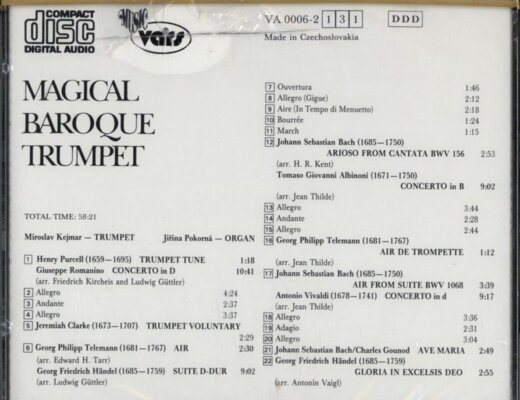 COMPACT
disc
DIGITAL AUDIO
MUSIC
vars
VA 0006-2 1 3 1 DDD
Made in Czechoslovakia
MAGICAL
BAROQUE
TRUMPET
TOTAL TIME: 58:21
Miroslav Kejmar — TRUMPET Jiřina Pokorná — ORGAN
1 Henry Purcell (1659—1695) TRUMPET TUNE 1:18
Giuseppe Romanino CONCERTO in D 10:41
(arr. Friedrich Kircheis and Ludwig Güttler)
2 Allegro 4:24
3 Andante 2:37
4 Allegro 3:37
5 Jeremiah Clarke (1673—1707) TRUMPET VOLUNTARY
2:29
6 Georg Philipp Telemann (1681—1767) AIR 2:30
(arr. Edward H. Tarr)
Georg Friedrich Händel (1685—1759) SUITE D-DUR 9:02
(arr. Ludwig Güttler)
7 Ouvertura 1:46
8 Allegro (Gigue) 2:12
9 Aire (In Tempo di Menuetto) 2:18
10 Bourrée 1:24
11 March 1:15
12 Johann Sebastian Bach (1685—1750)
ARIOSO FROM CANTATA BWV 156 2:53
(arr. H. R. Kent)
Tomaso Giovanni Albinoni (1671—1750)
CONCERTO in B 9:02
(arr. Jean Thilde)
13 Allegro 3:44
14 Andante 2:28
15 Allegro 2:44
16 Georg Philipp Telemann (1681—1767)
AIR DE TROMPETTE 1:12
(arr. Jean Thilde)
17 Johann Sebastian Bach (1685—1750)
AIR FROM SUITE BWV 1068 3:39
Antonio Vivaldi (1678—1741) CONCERTO in d 9:17
(arr. Jean Thilde)
18 Allegro 3:36
19 Adagio 2:31
20 Allegro 3:04
21 Johann Sebastian Bach/Charles Gounod AVE MARIA 2:49
22 Georg Friedrich Händel (1685—1759)
GLORIA IN EXCELSIS DEO 2:55
(arr. Antonín Vaigl)